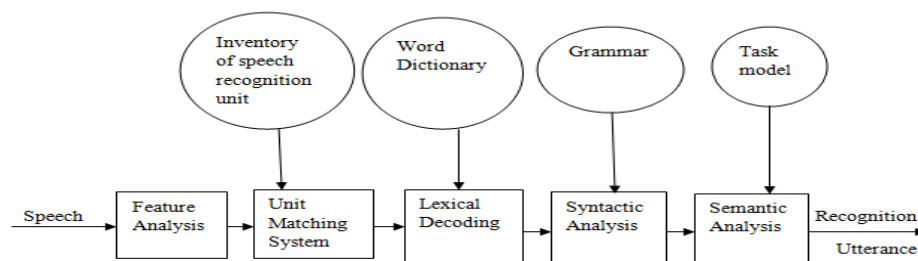 Inventory
of speech
recognition
unit
Word
Dictionary
Grammar
Task
model
Speech
Feature
Analysis
Unit
Matching
System
Lexical
Decoding
Syntactic
Analysis
Semantic
Analysis
Recognition
Utterance